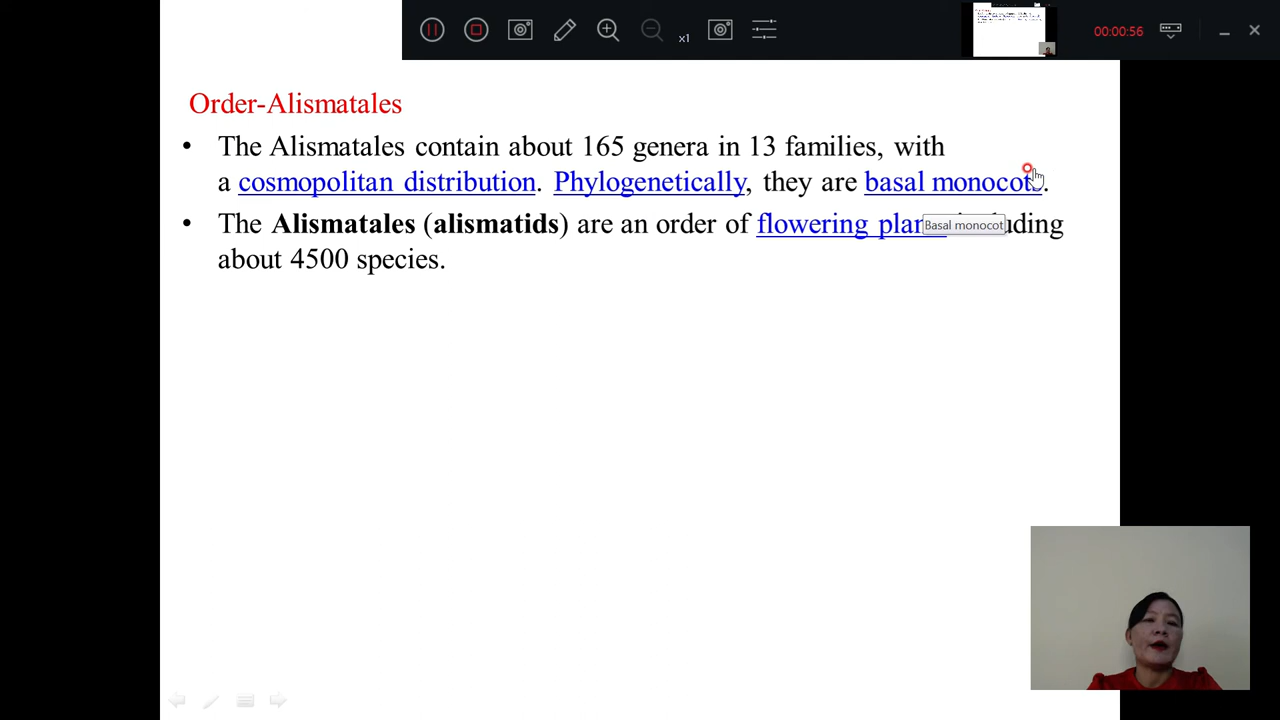 x1
00:00:56
Order-Alismatales
• The Alismatales contain about 165 genera in 13 families, with
a cosmopolitan distribution. Phylogenetically, they are basal monocots.
• The Alismatales (alismatids) are an order of flowering plan uding
Basal monocot
about 4500 species.